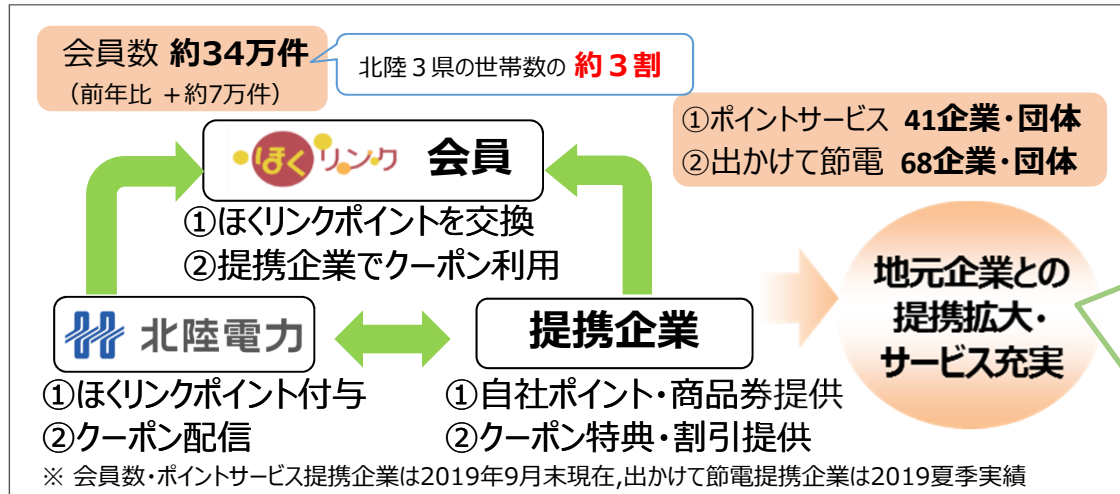 会員数 約34万件
（前年比 ＋約7万件）
北陸３県の世帯数の 約３割
①ポイントサービス 41企業・団体
②出かけて節電 68企業・団体
ほくリンク 会員
①ほくリンクポイントを交換
②提携企業でクーポン利用
北陸電力
提携企業
地元企業との
提携拡大・
サービス充実
①ほくリンクポイント付与
②クーポン配信
①自社ポイント・商品券提供
②クーポン特典・割引提供
※ 会員数・ポイントサービス提携企業は2019年9月末現在,出かけて節電提携企業は2019夏季実績